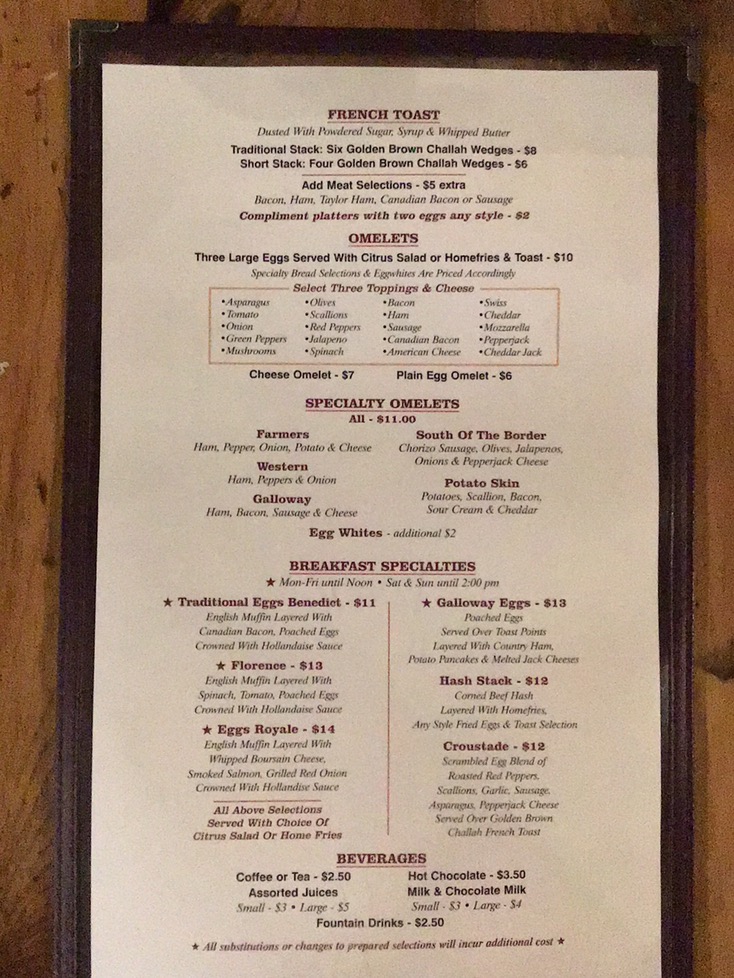 FRENCH TOAST
Dusted With Powdered Sugar, Syrup & Whipped Butter
Traditional Stack: Six Golden Brown Challah Wedges - $8
Short Stack: Four Golden Brown Challah Wedges - $6
Add Meat Selections - $5 extra
Bacon, Ham, Taylor Ham, Canadian Bacon or Sausage
Compliment platters with two eggs any style - $2
OMELETS
Three Large Eggs Served With Citrus Salad or Homefries & Toast - $10
Specialty Bread Selections & Eggwhites Are Priced Accordingly
Select Three Toppings & Cheese
•Asparagus •Olives •Bacon •Swiss
•Tomato •Scallions •Ham •Cheddar
•Onion •Red Peppers •Sausage •Mozzarella
•Green Peppers •Jalapeno •Canadian Bacon •Pepperjack
•Mushrooms •Spinach •American Cheese •Cheddar Jack
Cheese Omelet - $7 Plain Egg Omelet - $6
SPECIALTY OMELETS
All - $11.00
Farmers
Ham, Pepper, Onion, Potato & Cheese
Western
Ham, Peppers & Onion
Galloway
Ham, Bacon, Sausage & Cheese
South Of The Border
Chorizo Sausage, Olives, Jalapenos,
Onions & Pepperjack Cheese
Potato Skin
Potatoes, Scallion, Bacon,
Sour Cream & Cheddar
Egg Whites - additional $2
BREAKFAST SPECIALTIES
★ Mon-Fri until Noon • Sat & Sun until 2:00 pm
★ Traditional Eggs Benedict - $11
English Muffin Layered With
Canadian Bacon, Poached Eggs
Crowned With Hollandaise Sauce
★ Florence - $13
English Muffin Layered With
Spinach, Tomato, Poached Eggs
Crowned With Hollandaise Sauce
★ Eggs Royale - $14
English Muffin Layered With
Whipped Boursain Cheese,
Smoked Salmon, Grilled Red Onion
Crowned With Hollandise Sauce
All Above Selections
Served With Choice Of
Citrus Salad Or Home Fries
★ Galloway Eggs - $13
Poached Eggs
Served Over Toast Points
Layered With Country Ham,
Potato Pancakes & Melted Jack Cheeses
Hash Stack - $12
Corned Beef Hash
Layered With Homefries,
Any Style Fried Eggs & Toast Selection
Croustade - $12
Scrambled Egg Blend of
Roasted Red Peppers,
Scallions, Garlic, Sausage,
Asparagus, Pepperjack Cheese
Served Over Golden Brown
Challah French Toast
BEVERAGES
Coffee or Tea - $2.50 Hot Chocolate - $3.50
Assorted Juices Milk & Chocolate Milk
Small - $3 • Large - $5 Small - $3 • Large - $4
Fountain Drinks - $2.50
★ All substitutions or changes to prepared selections will incur additional cost ★